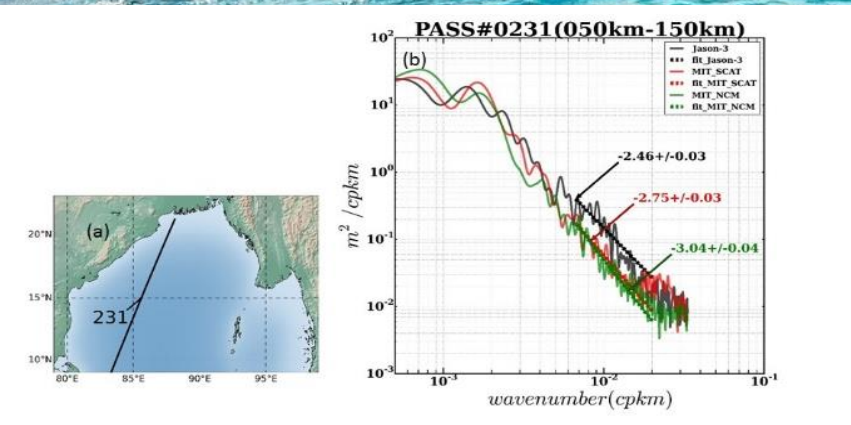 PASS#0231(050km-150km)
(b)
Jason-3
fit_Jason-3
MIT_SCAT
fit_MIT_SCAT
MIT_NCM
fit_MIT_NCM
10²
10¹
10⁰
10⁻¹
10⁻²
10⁻³
m² /cpkm
-2.46+/-0.03
-2.75+/-0.03
-3.04+/-0.04
10⁻³ 10⁻² 10⁻¹
wavenumber(cpkm)
(a)
20°N
15°N
10°N
231
80°E 85°E 90°E 95°E